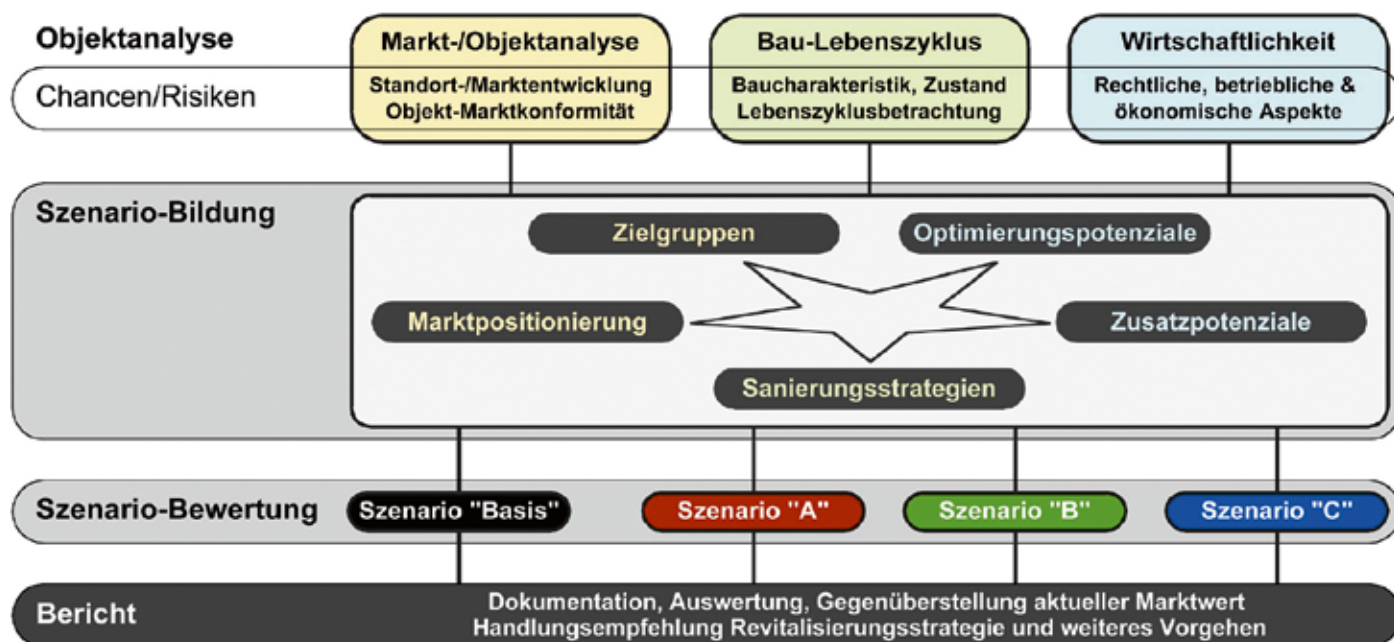 Objektanalyse
Chancen/Risiken
Markt-/Objektanalyse
Standort-/Marktentwicklung
Objekt-Marktkonformität
Bau-Lebenszyklus
Baucharakteristik, Zustand
Lebenszyklusbetrachtung
Wirtschaftlichkeit
Rechtliche, betriebliche &
ökonomische Aspekte
Szenario-Bildung
Zielgruppen
Optimierungspotenziale
Marktpositionierung
Zusatzpotenziale
Sanierungsstrategien
Szenario-Bewertung
Szenario "Basis"
Szenario "A"
Szenario "B"
Szenario "C"
Bericht
Dokumentation, Auswertung, Gegenüberstellung aktueller Marktwert
Handlungsempfehlung Revitalisierungsstrategie und weiteres Vorgehen